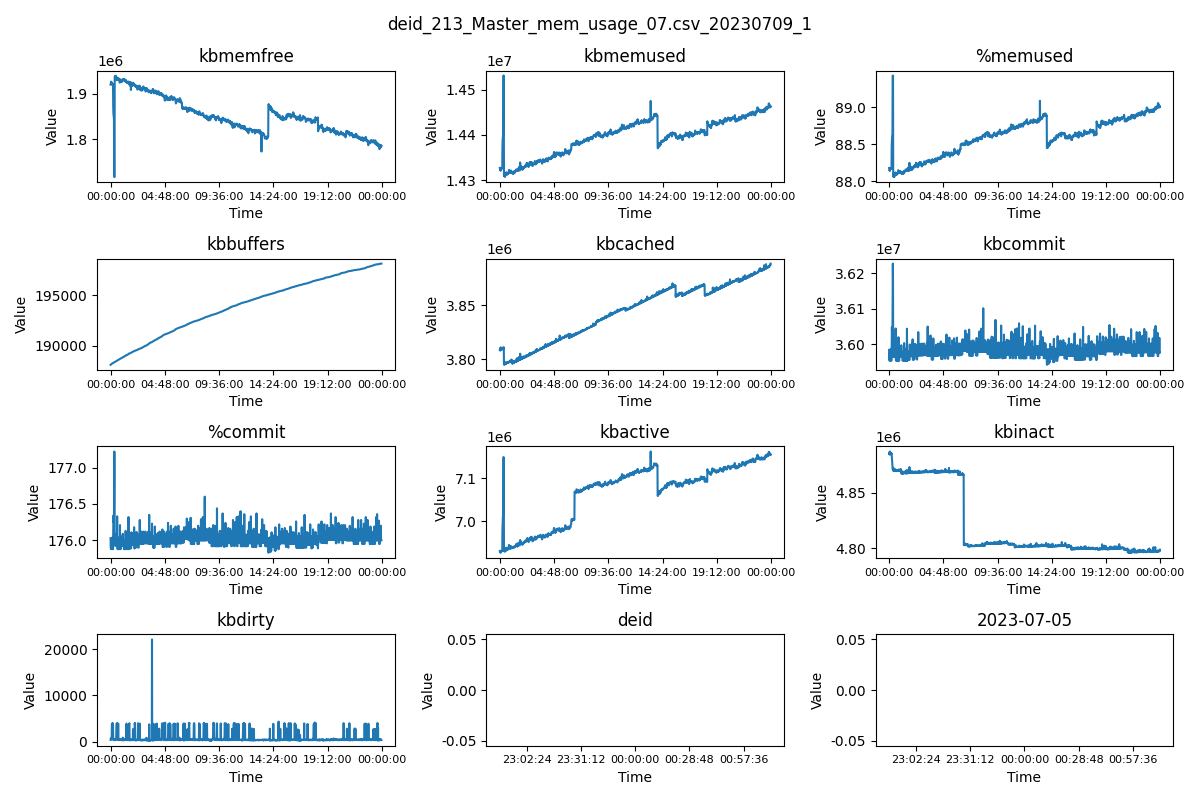 deid_213_Master_mem_usage_07.csv_20230709_1
kbmemfree
1e6
1.9
1.8
Value
00:00:00 04:48:00 09:36:00 14:24:00 19:12:00 00:00:00
Time
kbmemused
1e7
1.45
1.44
1.43
Value
00:00:00 04:48:00 09:36:00 14:24:00 19:12:00 00:00:00
Time
%memused
89.0
88.5
88.0
Value
00:00:00 04:48:00 09:36:00 14:24:00 19:12:00 00:00:00
Time
kbbuffers
195000
190000
Value
00:00:00 04:48:00 09:36:00 14:24:00 19:12:00 00:00:00
Time
kbcached
1e6
3.85
3.80
Value
00:00:00 04:48:00 09:36:00 14:24:00 19:12:00 00:00:00
Time
kbcommit
1e7
3.62
3.61
3.60
Value
00:00:00 04:48:00 09:36:00 14:24:00 19:12:00 00:00:00
Time
%commit
177.0
176.5
176.0
Value
00:00:00 04:48:00 09:36:00 14:24:00 19:12:00 00:00:00
Time
kbactive
1e6
7.1
7.0
Value
00:00:00 04:48:00 09:36:00 14:24:00 19:12:00 00:00:00
Time
kbinact
1e6
4.85
4.80
Value
00:00:00 04:48:00 09:36:00 14:24:00 19:12:00 00:00:00
Time
kbdirty
20000
10000
0
Value
00:00:00 04:48:00 09:36:00 14:24:00 19:12:00 00:00:00
Time
deid
0.05
0.00
-0.05
Value
23:02:24 23:31:12 00:00:00 00:28:48 00:57:36
Time
2023-07-05
0.05
0.00
-0.05
Value
23:02:24 23:31:12 00:00:00 00:28:48 00:57:36
Time